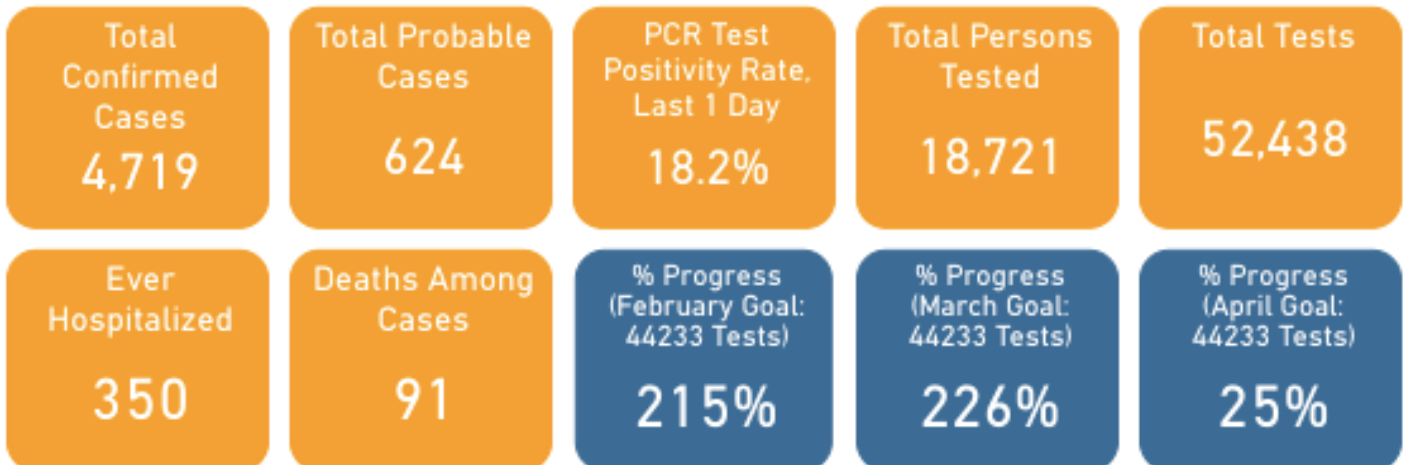 Total
Confirmed
Cases
4,719
Total Probable
Cases
624
PCR Test
Positivity Rate,
Last 1 Day
18.2%
Total Persons
Tested
18,721
Total Tests
52,438
Ever
Hospitalized
350
Deaths Among
Cases
91
% Progress
(February Goal:
44233 Tests)
215%
% Progress
(March Goal:
44233 Tests)
226%
% Progress
(April Goal:
44233 Tests)
25%